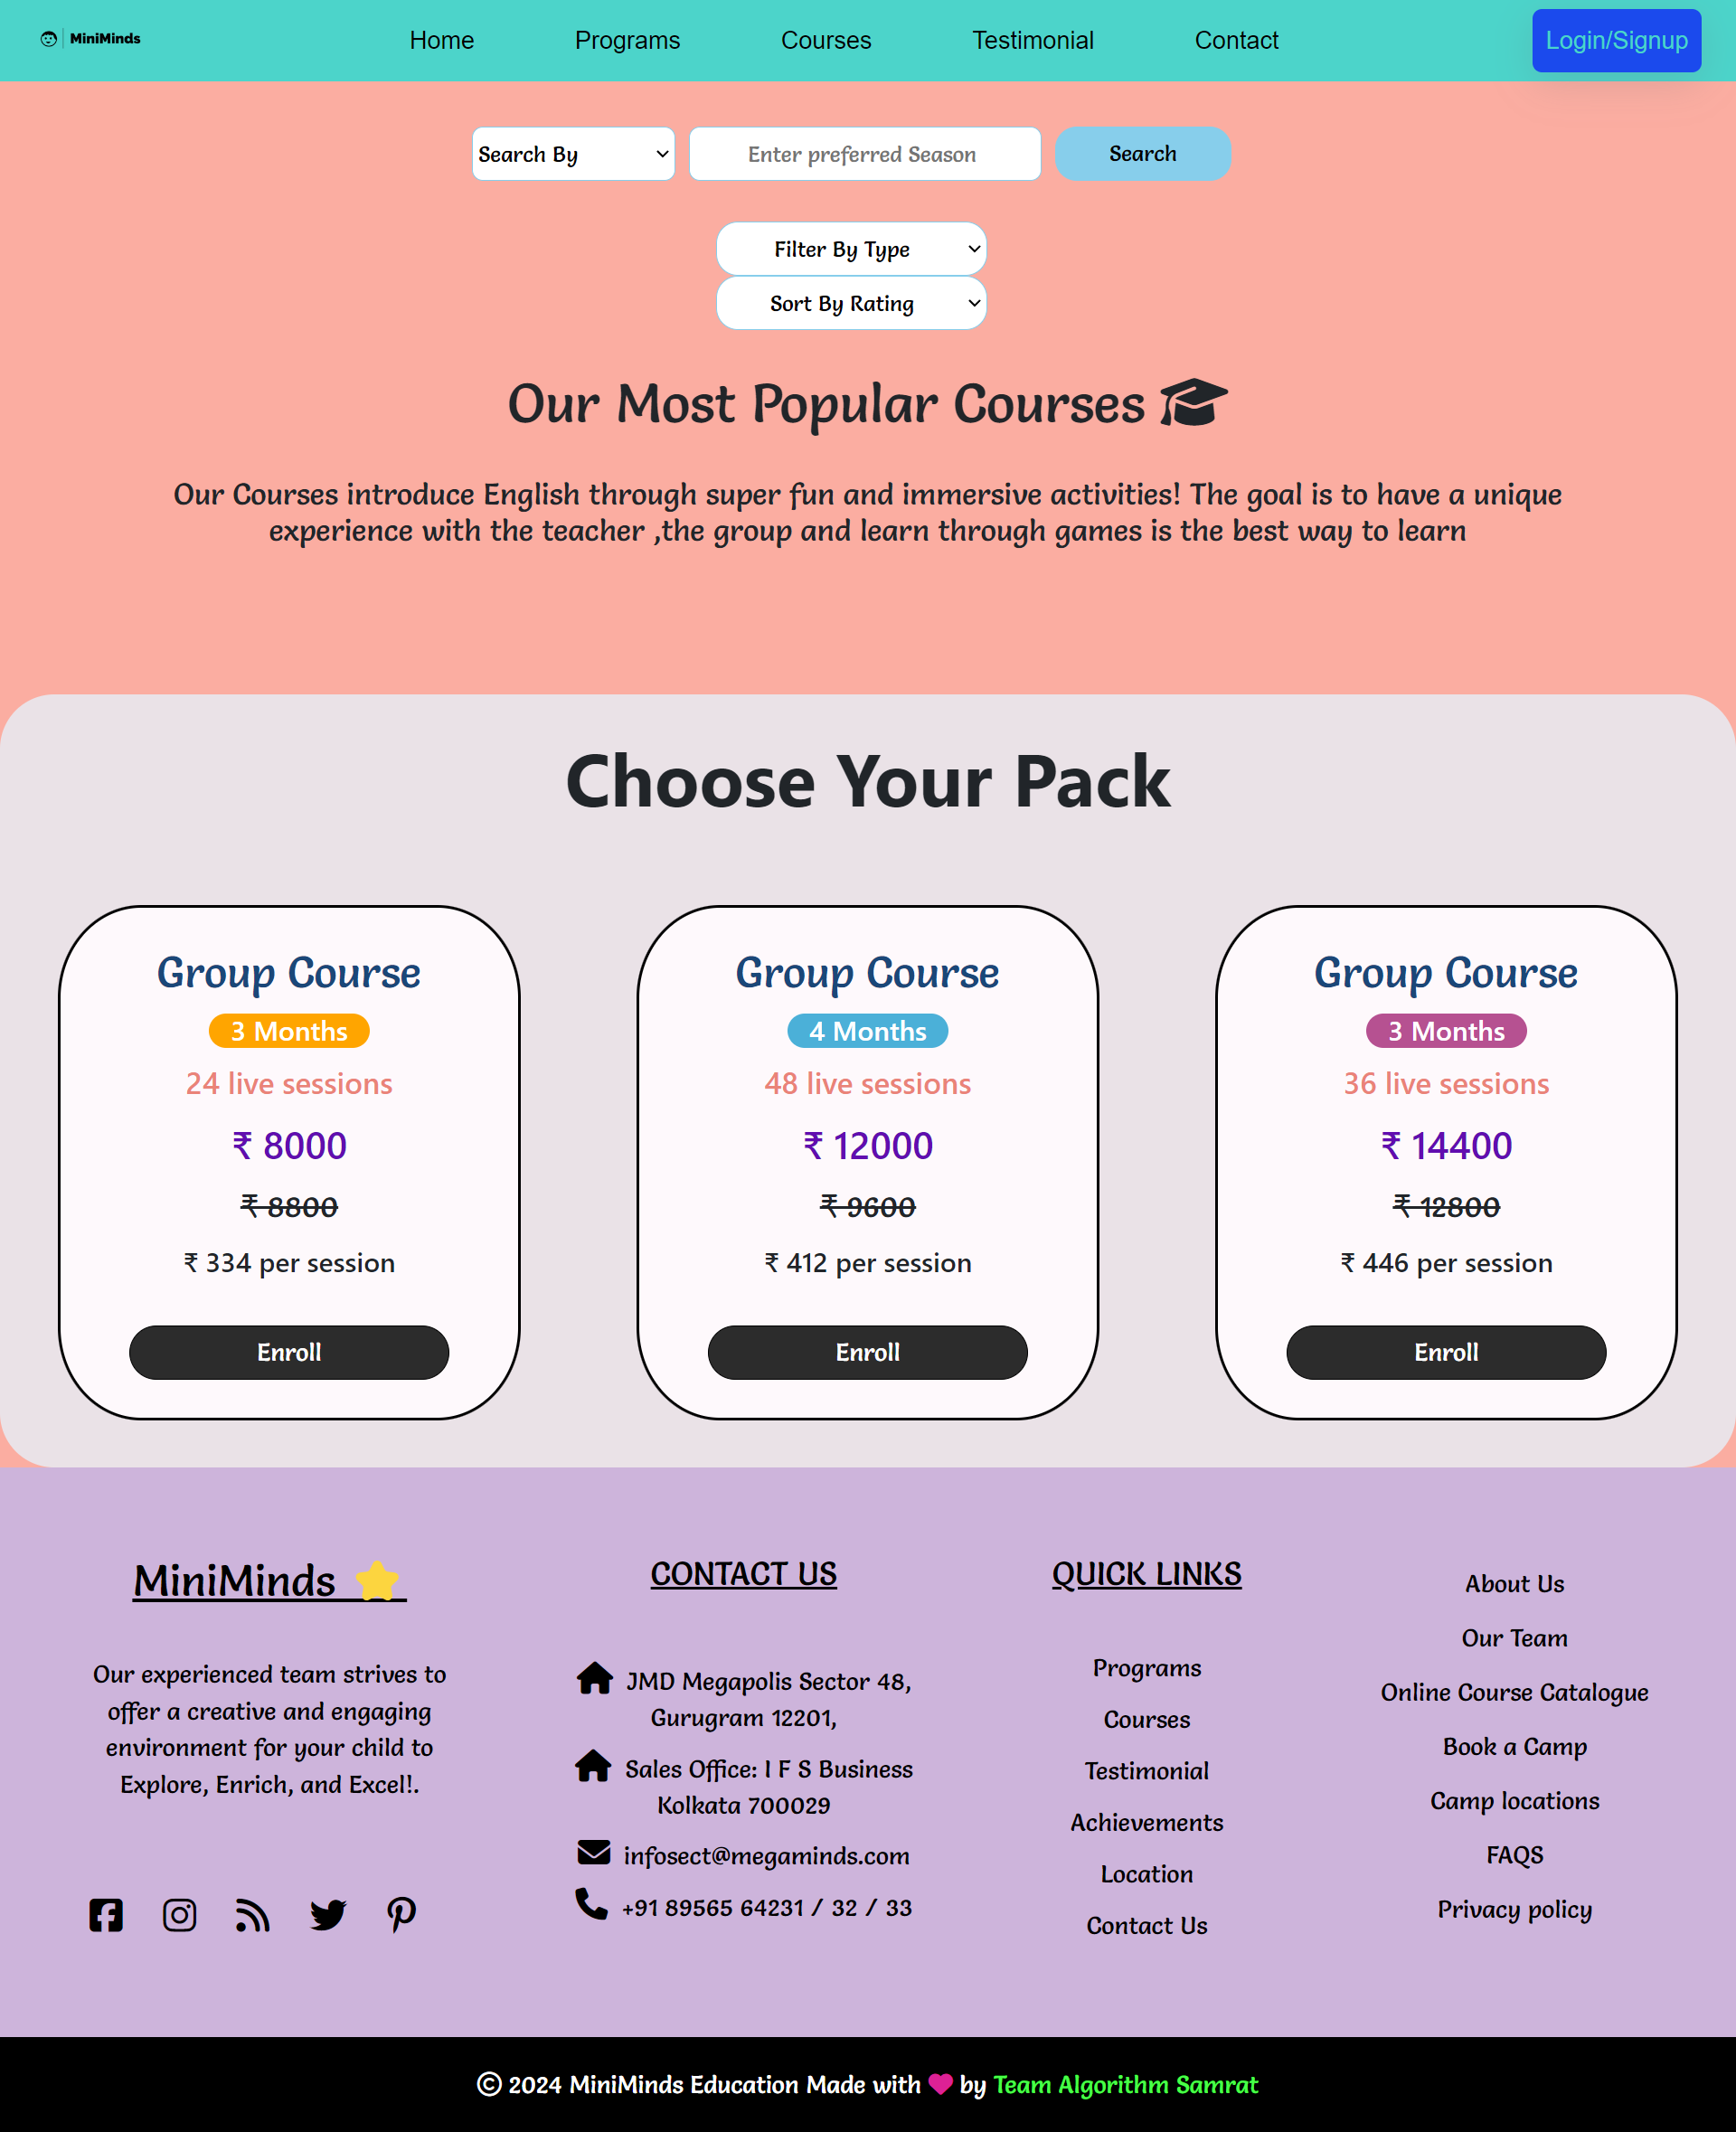 MiniMinds
Home
Programs
Courses
Testimonial
Contact
Login/Signup
Search By
Enter preferred Season
Search
Filter By Type
Sort By Rating
Our Most Popular Courses
Our Courses introduce English through super fun and immersive activities! The goal is to have a unique
experience with the teacher ,the group and learn through games is the best way to learn
Choose Your Pack
Group Course
3 Months
24 live sessions
₹ 8000
₹ 8800
₹ 334 per session
Enroll
Group Course
4 Months
48 live sessions
₹ 12000
₹ 9600
₹ 412 per session
Enroll
Group Course
3 Months
36 live sessions
₹ 14400
₹ 12800
₹ 446 per session
Enroll
MiniMinds
Our experienced team strives to
offer a creative and engaging
environment for your child to
Explore, Enrich, and Excel!.
CONTACT US
JMD Megapolis Sector 48,
Gurugram 12201,
Sales Office: I F S Business
Kolkata 700029
infosect@megaminds.com
+91 89565 64231 / 32 / 33
QUICK LINKS
Programs
Courses
Testimonial
Achievements
Location
Contact Us
About Us
Our Team
Online Course Catalogue
Book a Camp
Camp locations
FAQS
Privacy policy
© 2024 MiniMinds Education Made with by Team Algorithm Samrat